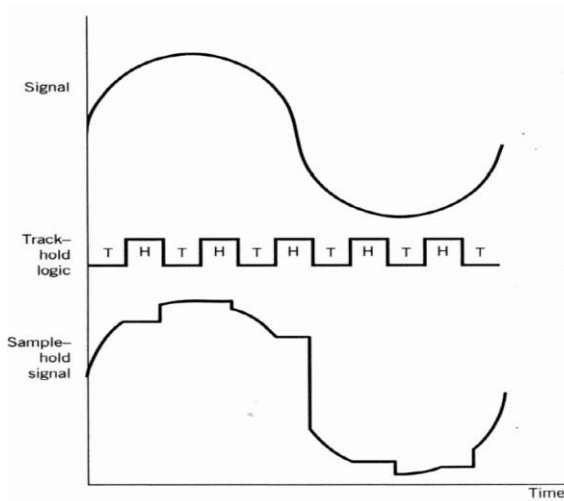 Signal
Track–
hold
logic
T H T H T H T H T H T
Sample–
hold
signal
Time